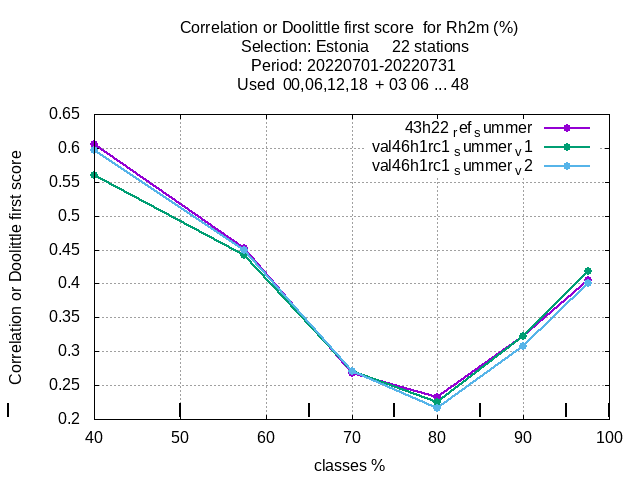 Correlation or Doolittle first score  for Rh2m (%)
Selection: Estonia     22 stations
Period: 20220701-20220731
Used  00,06,12,18  + 03 06 ... 48
43h22 ref summer
val46h1rc1 summer v1
val46h1rc1 summer v2
Correlation or Doolittle first score
0.65
0.6
0.55
0.5
0.45
0.4
0.35
0.3
0.25
0.2
40 50 60 70 80 90 100
classes %